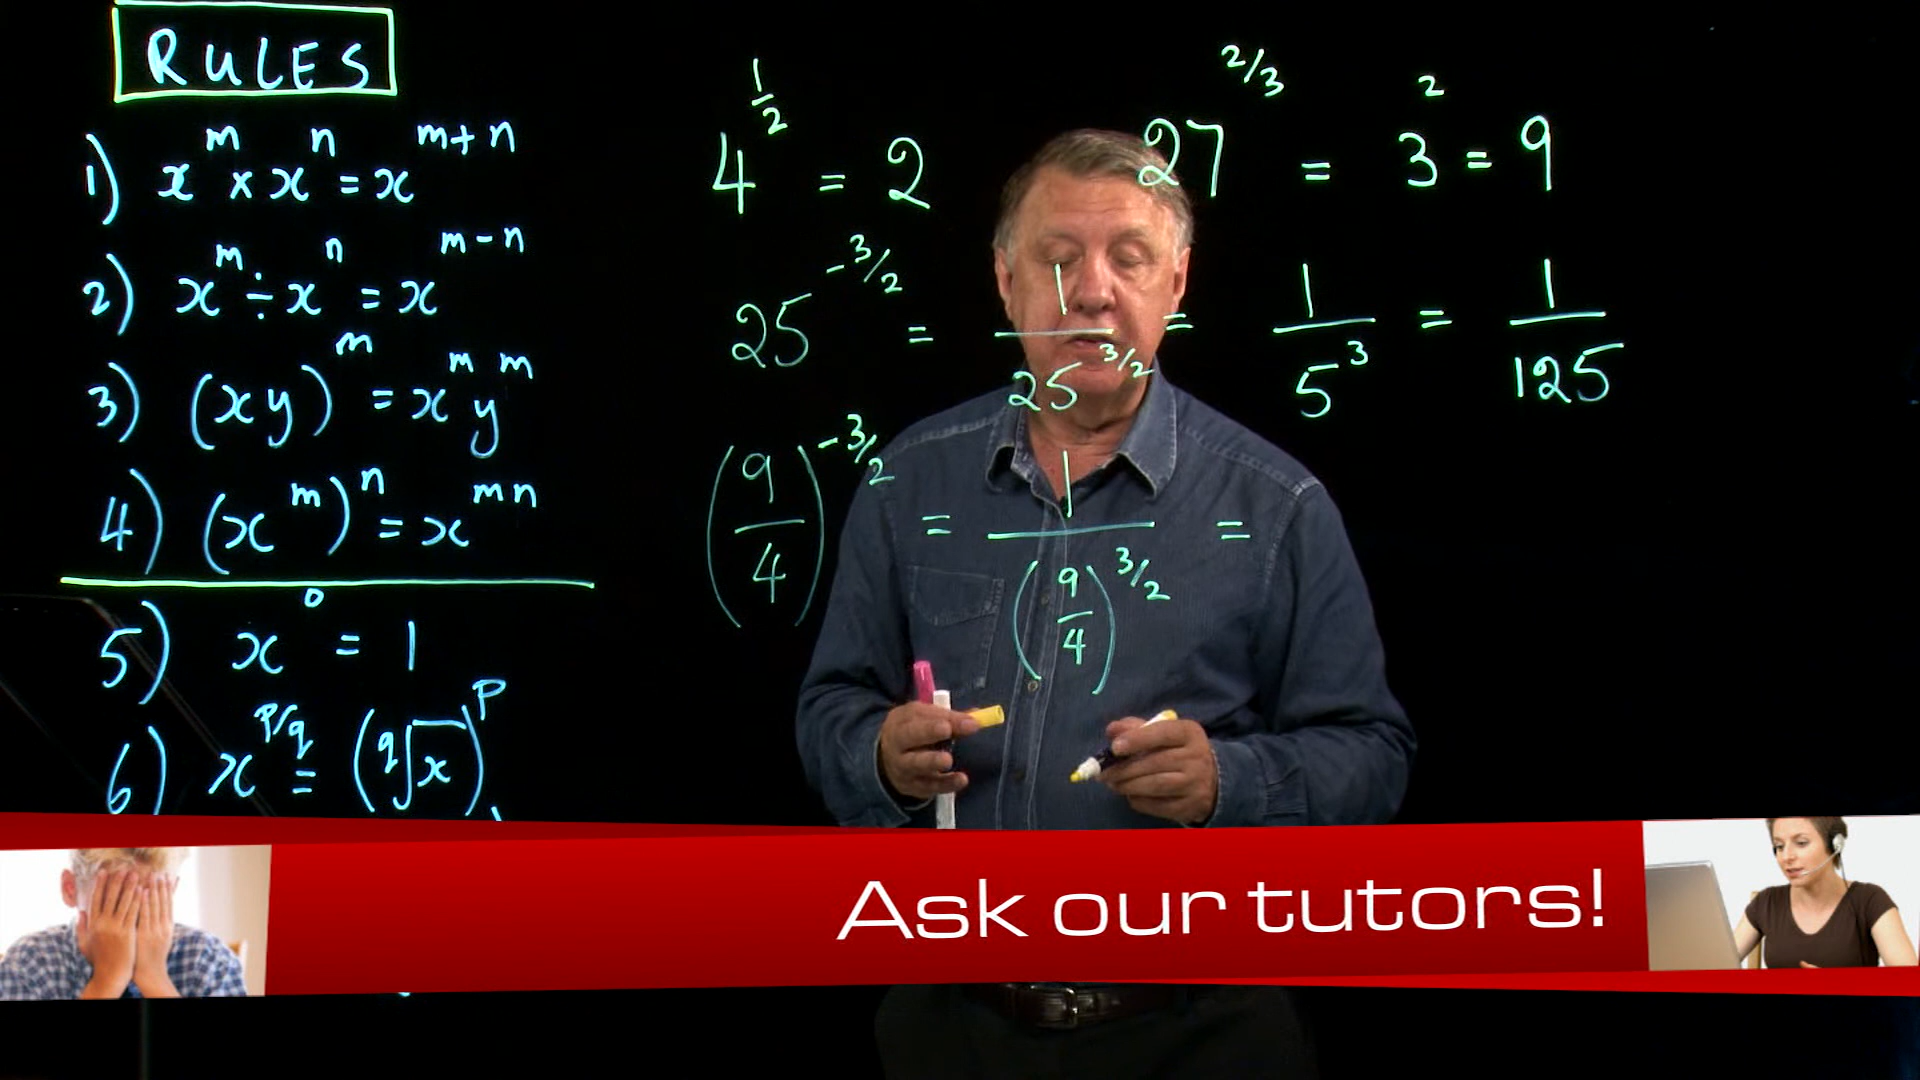 RULES
1) x^m × x^n = x^(m+n)
2) x^m ÷ x^n = x^(m-n)
3) (xy)^m = x^m y^m
4) (x^m)^n = x^(mn)
5) x^0 = 1
6) x^(p/q) = (q√x)^p
4^(1/2) = 2
27^(2/3) = 3^2 = 9
25^(-3/2) = 1/25^(3/2) = 1/5^3 = 1/125
(9/4)^(-3/2) = 1/(9/4)^(3/2) =
Ask our tutors!